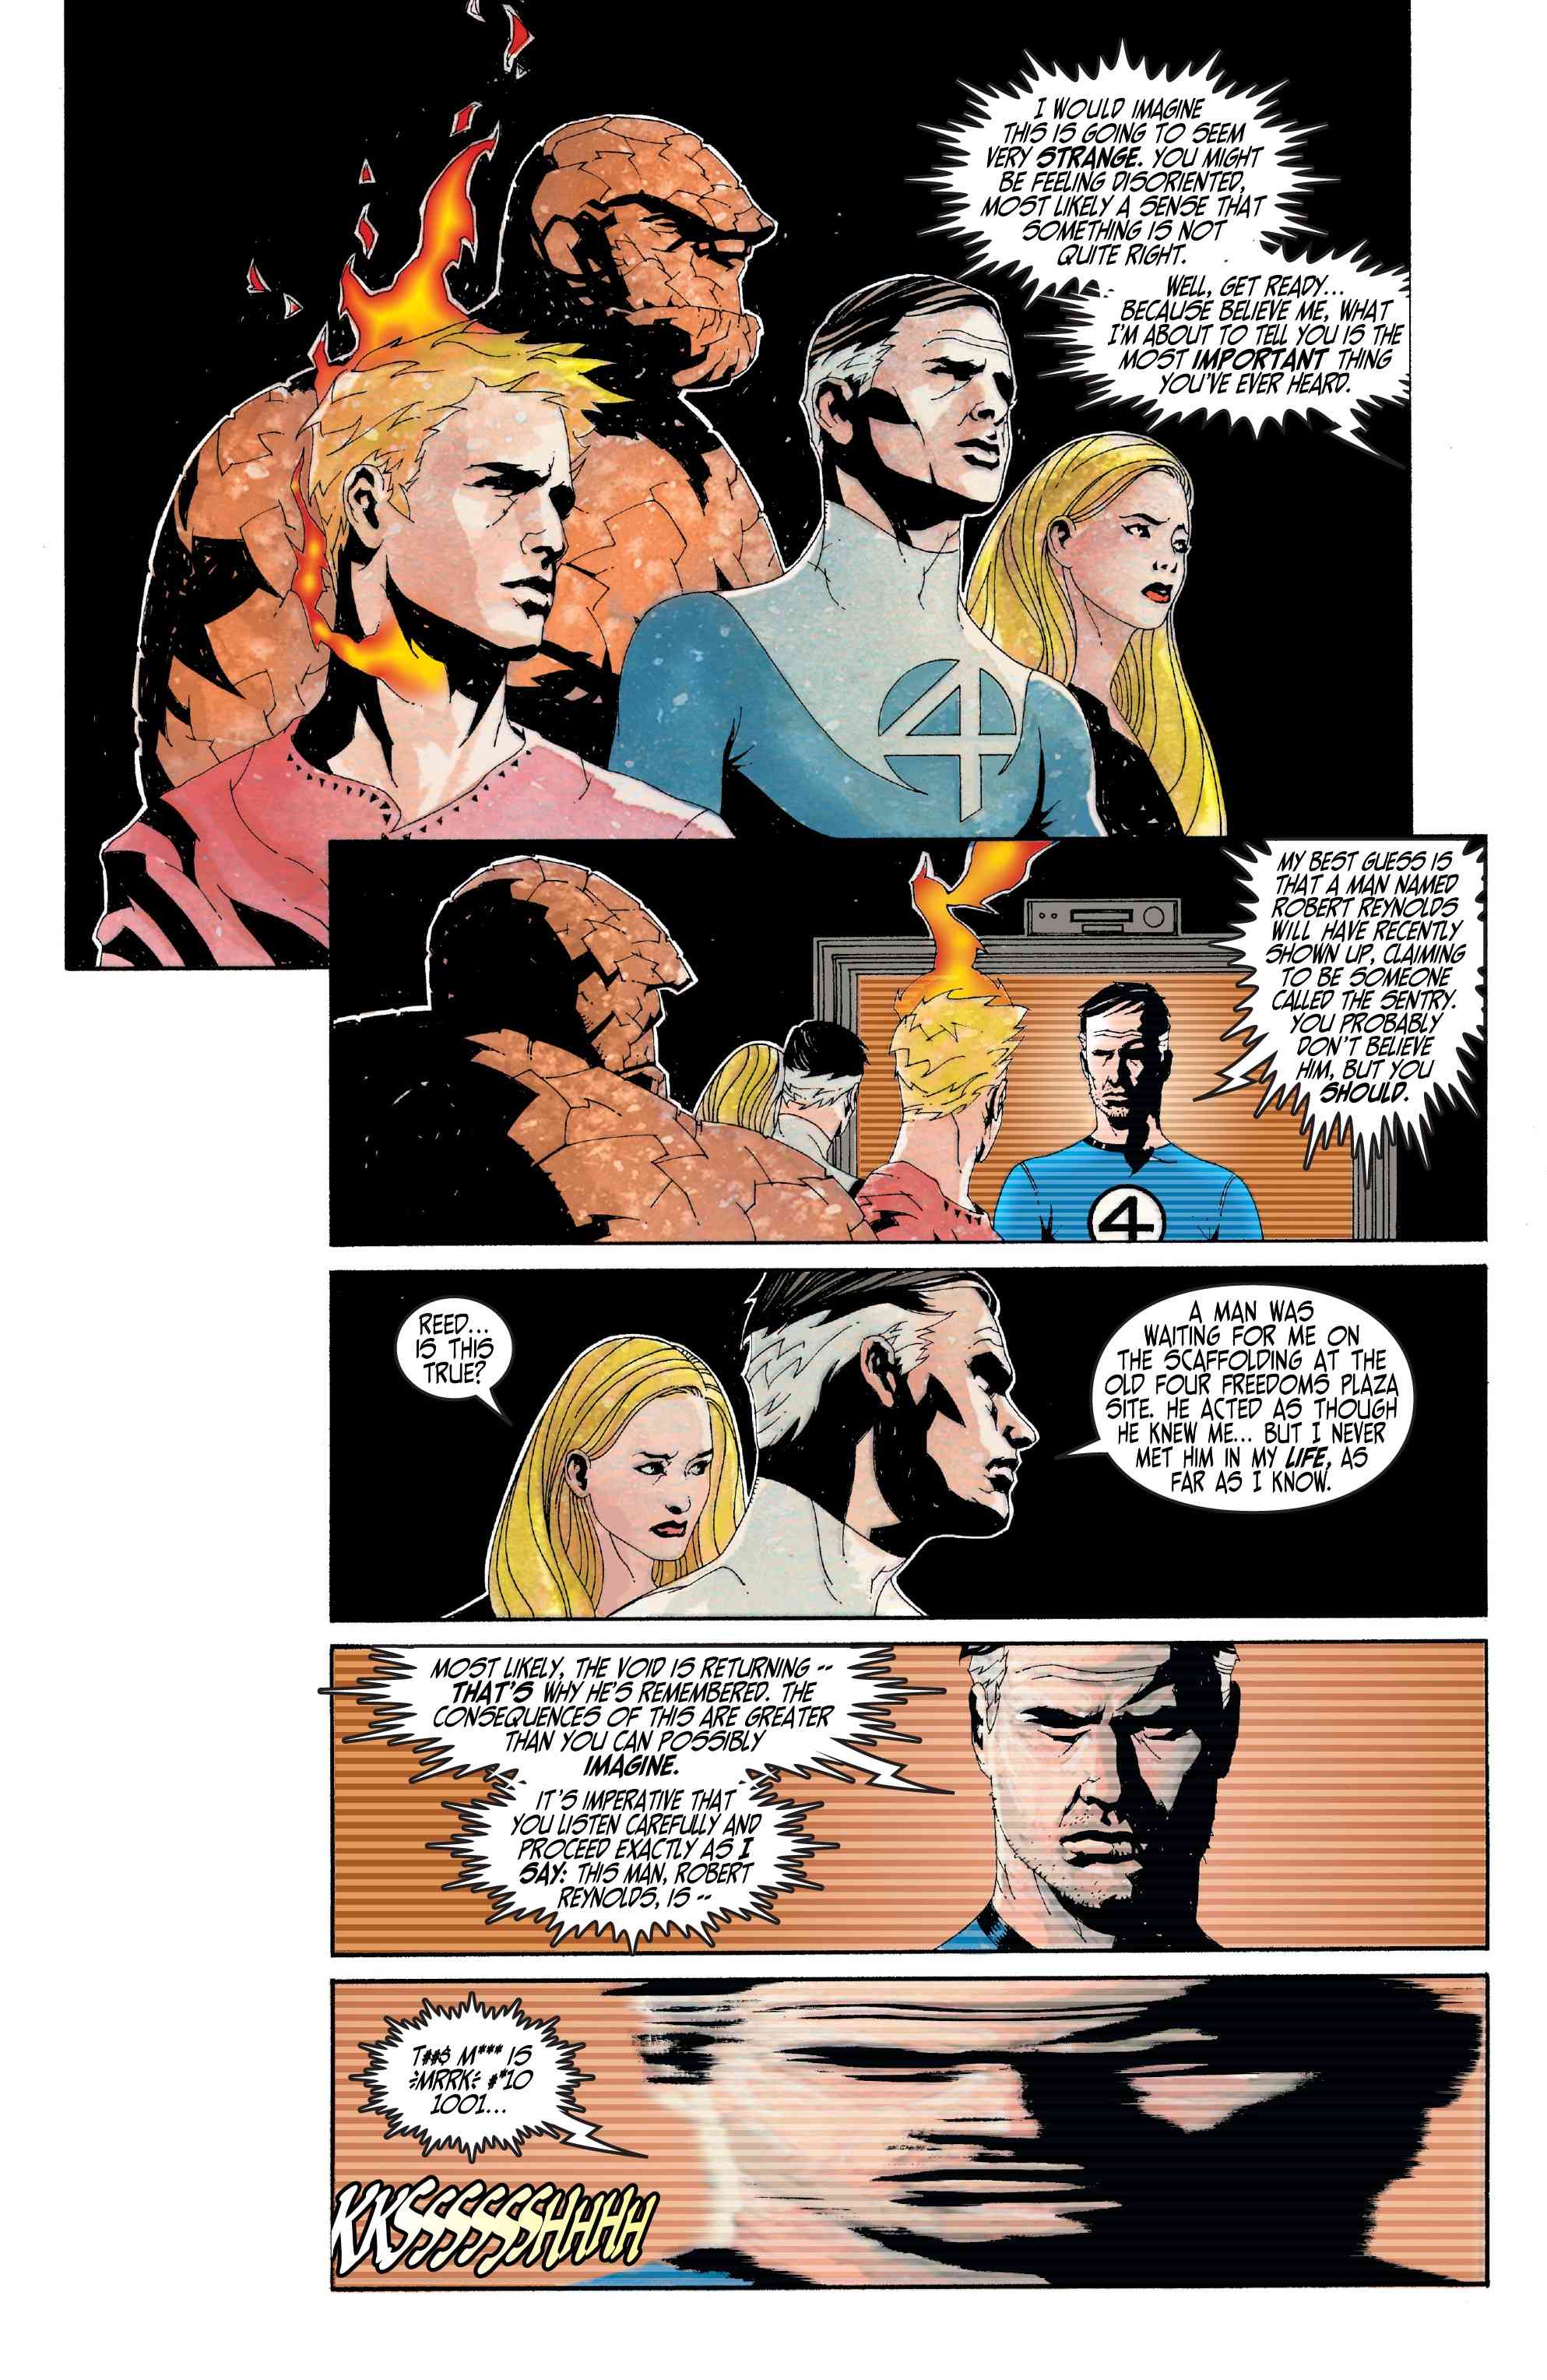 I WOULD IMAGINE
THIS IS GOING TO SEEM
VERY STRANGE. YOU MIGHT
BE FEELING DISORIENTED,
MOST LIKELY A SENSE THAT
SOMETHING IS NOT
QUITE RIGHT.
WELL, GET READY...
BECAUSE BELIEVE ME, WHAT
I'M ABOUT TO TELL YOU IS THE
MOST IMPORTANT THING
YOU'VE EVER HEARD.
4
MY BEST GUESS IS
THAT A MAN NAMED
ROBERT REYNOLDS
WILL HAVE RECENTLY
SHOWN UP, CLAIMING
TO BE SOMEONE
CALLED THE SENTRY.
YOU PROBABLY
DON'T BELIEVE
HIM, BUT YOU
SHOULD.
4
REED...
IS THIS
TRUE?
A MAN WAS
WAITING FOR ME ON
THE SCAFFOLDING AT THE
OLD FOUR FREEDOMS PLAZA
SITE. HE ACTED AS THOUGH
HE KNEW ME... BUT I NEVER
MET HIM IN MY LIFE, AS
FAR AS I KNOW.
MOST LIKELY, THE VOID IS RETURNING --
THAT'S WHY HE'S REMEMBERED. THE
CONSEQUENCES OF THIS ARE GREATER
THAN YOU CAN POSSIBLY
IMAGINE.
IT'S IMPERATIVE THAT
YOU LISTEN CAREFULLY AND
PROCEED EXACTLY AS I
SAY: THIS MAN, ROBERT
REYNOLDS, IS --
T##$ M*** IS
>MRRK< #*10
1001...
KKSSSSSSSHHHH